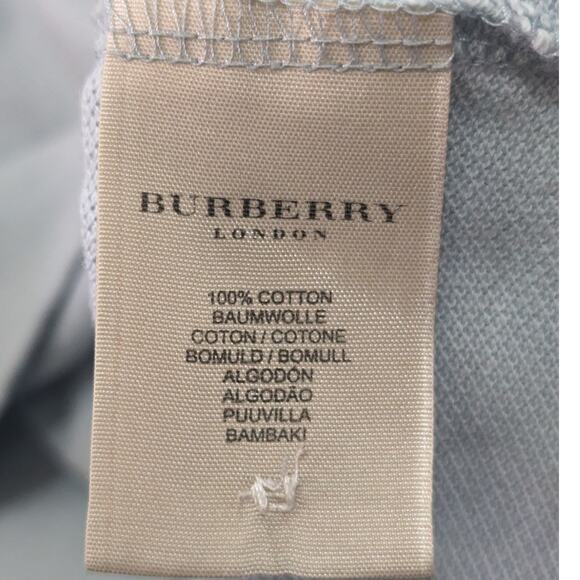 BURBERRY
LONDON
100% COTTON
BAUMWOLLE
COTON / COTONE
BOMULD / BOMULL
ALGODÓN
ALGODÃO
PUUVILLA
BAMBAKI